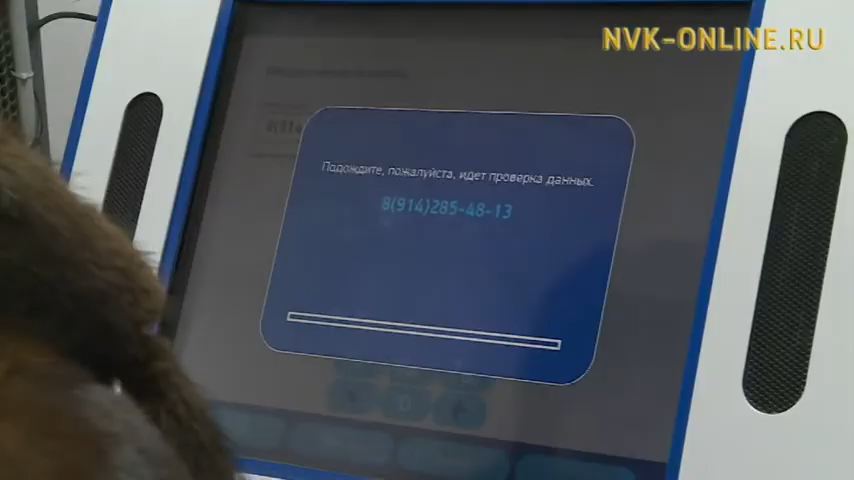 NVK-ONLINE.RU
Подождите, пожалуйста, идет проверка данных.
8(914)285-48-13